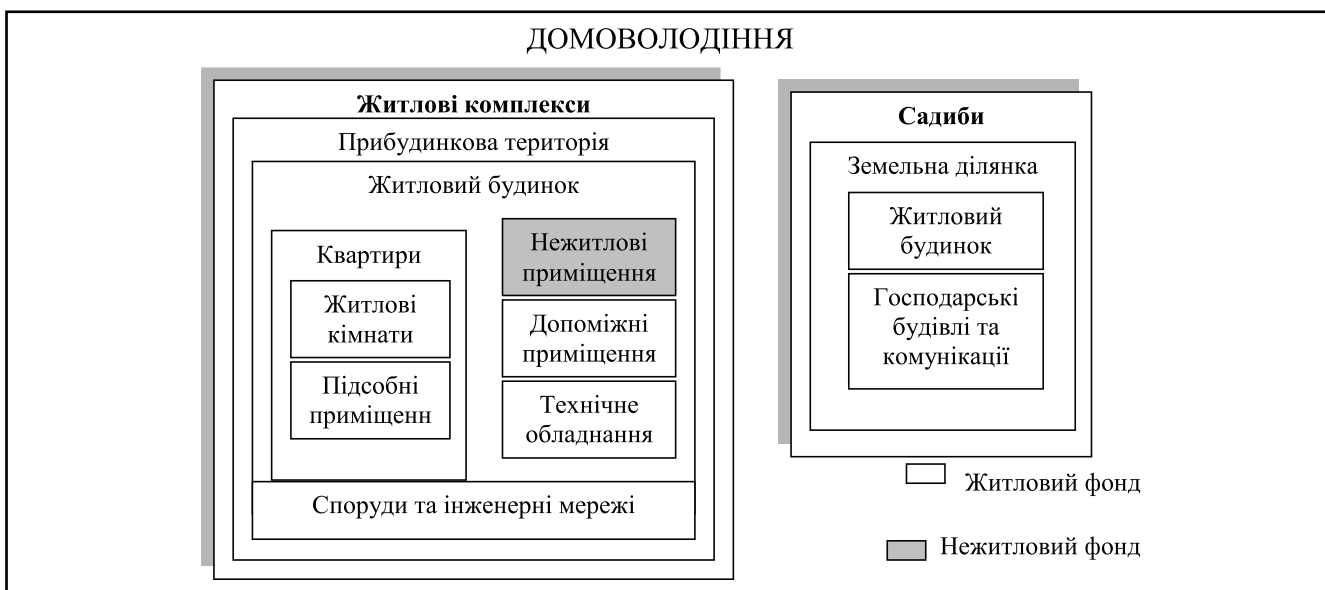 ДОМОВОЛОДІННЯ
Житлові комплекси
Прибудинкова територія
Житловий будинок
Квартири
Житлові
кімнати
Підсобні
приміщенн
Нежитлові
приміщення
Допоміжні
приміщення
Технічне
обладнання
Споруди та інженерні мережі
Садиби
Земельна ділянка
Житловий
будинок
Господарські
будівлі та
комунікації
Житловий фонд
Нежитловий фонд